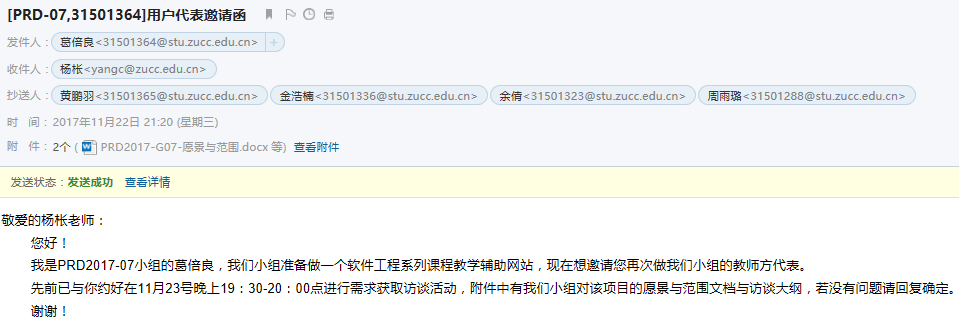 [PRD-07,31501364]用户代表邀请函
发件人：葛倍良<31501364@stu.zucc.edu.cn> +
收件人：杨枨<yangc@zucc.edu.cn>
抄送人：黄鹏羽<31501365@stu.zucc.edu.cn> 金浩楠<31501336@stu.zucc.edu.cn> 余倩<31501323@stu.zucc.edu.cn> 周雨璐<31501288@stu.zucc.edu.cn>
时 间：2017年11月22日 21:20 (星期三)
附 件：2个 ( PRD2017-G07-愿景与范围.docx 等) 查看附件
发送状态：发送成功 查看详情
敬爱的杨枨老师：
您好！
我是PRD2017-07小组的葛倍良，我们小组准备做一个软件工程系列课程教学辅助网站，现在想邀请您再次做我们小组的教师方代表。
先前已与你约好在11月23号晚上19：30-20：00点进行需求获取访谈活动，附件中有我们小组对该项目的愿景与范围文档与访谈大纲，若没有问题请回复确定。
谢谢！